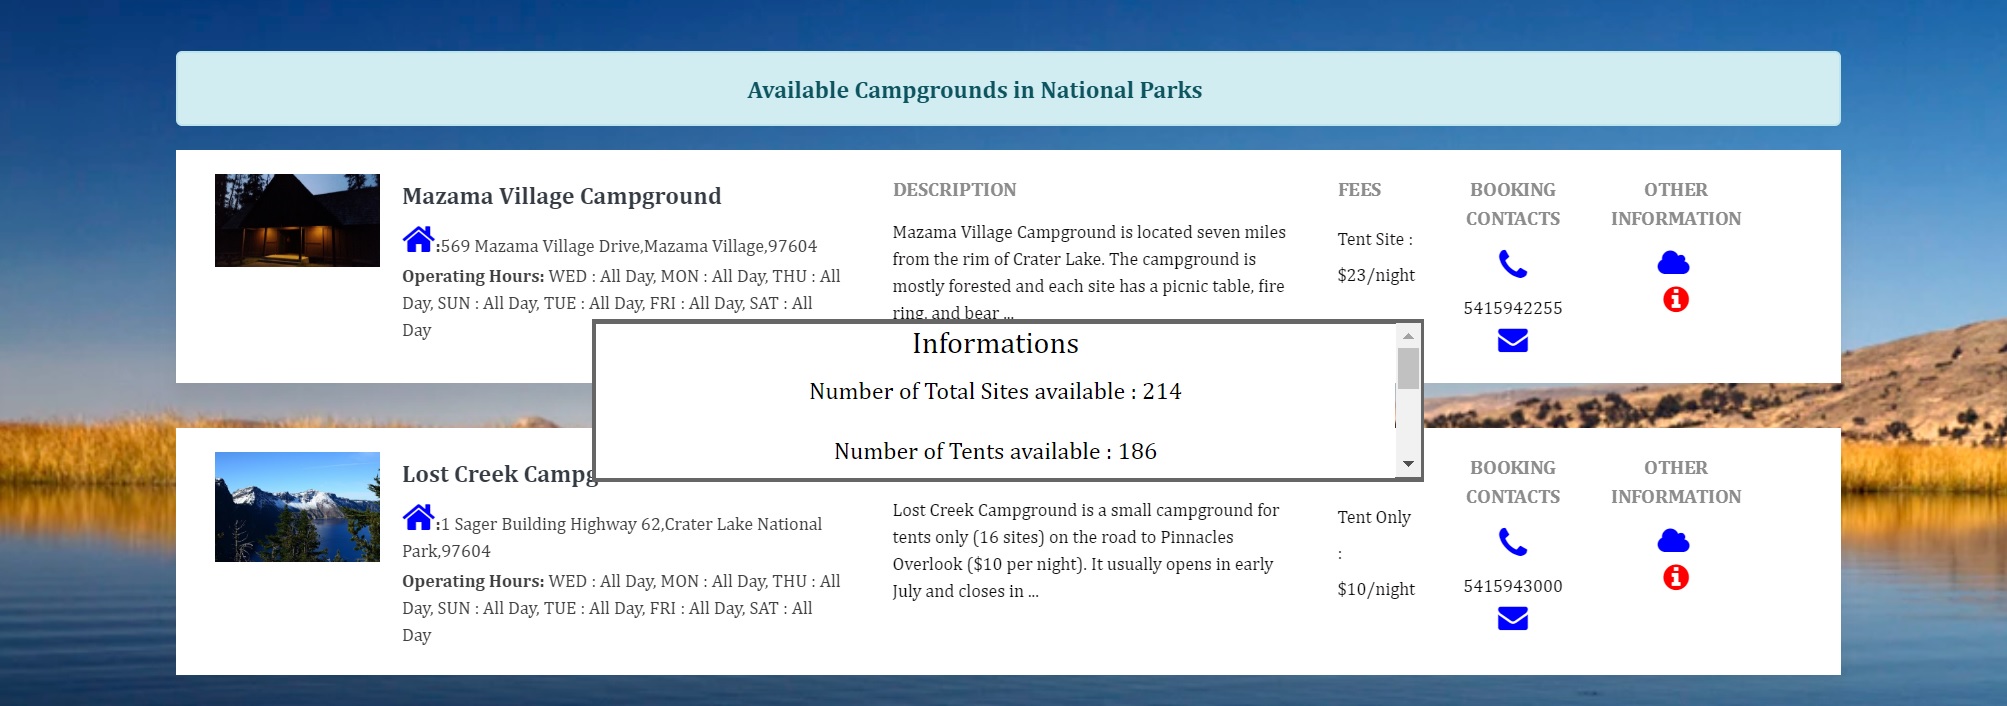 Available Campgrounds in National Parks
Mazama Village Campground
:569 Mazama Village Drive,Mazama Village,97604
Operating Hours: WED : All Day, MON : All Day, THU : All
Day, SUN : All Day, TUE : All Day, FRI : All Day, SAT : All
Day
DESCRIPTION
Mazama Village Campground is located seven miles
from the rim of Crater Lake. The campground is
mostly forested and each site has a picnic table, fire
ring, and bear ...
FEES
Tent Site :
$23/night
BOOKING
CONTACTS
5415942255
OTHER
INFORMATION
Informations
Number of Total Sites available : 214
Number of Tents available : 186
Lost Creek Campg
:1 Sager Building Highway 62,Crater Lake National
Park,97604
Operating Hours: WED : All Day, MON : All Day, THU : All
Day, SUN : All Day, TUE : All Day, FRI : All Day, SAT : All
Day
Lost Creek Campground is a small campground for
tents only (16 sites) on the road to Pinnacles
Overlook ($10 per night). It usually opens in early
July and closes in ...
Tent Only
:
$10/night
BOOKING
CONTACTS
5415943000
OTHER
INFORMATION